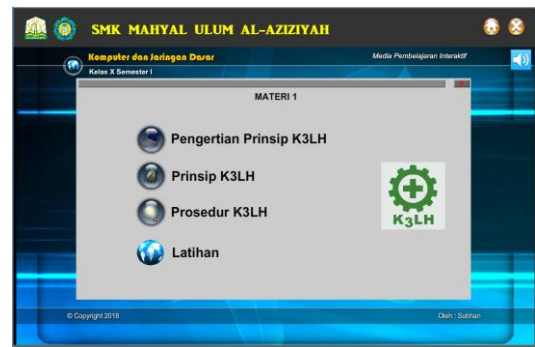 SMK MAHYAL ULUM AL-AZIZIYAH
Komputer dan Jaringan Dasar
Media Pembelajaran Interaktif
Kelas X Semester I
MATERI 1
Pengertian Prinsip K3LH
Prinsip K3LH
Prosedur K3LH
K3LH
Latihan
© Copyright 2018
Oleh : Subhan